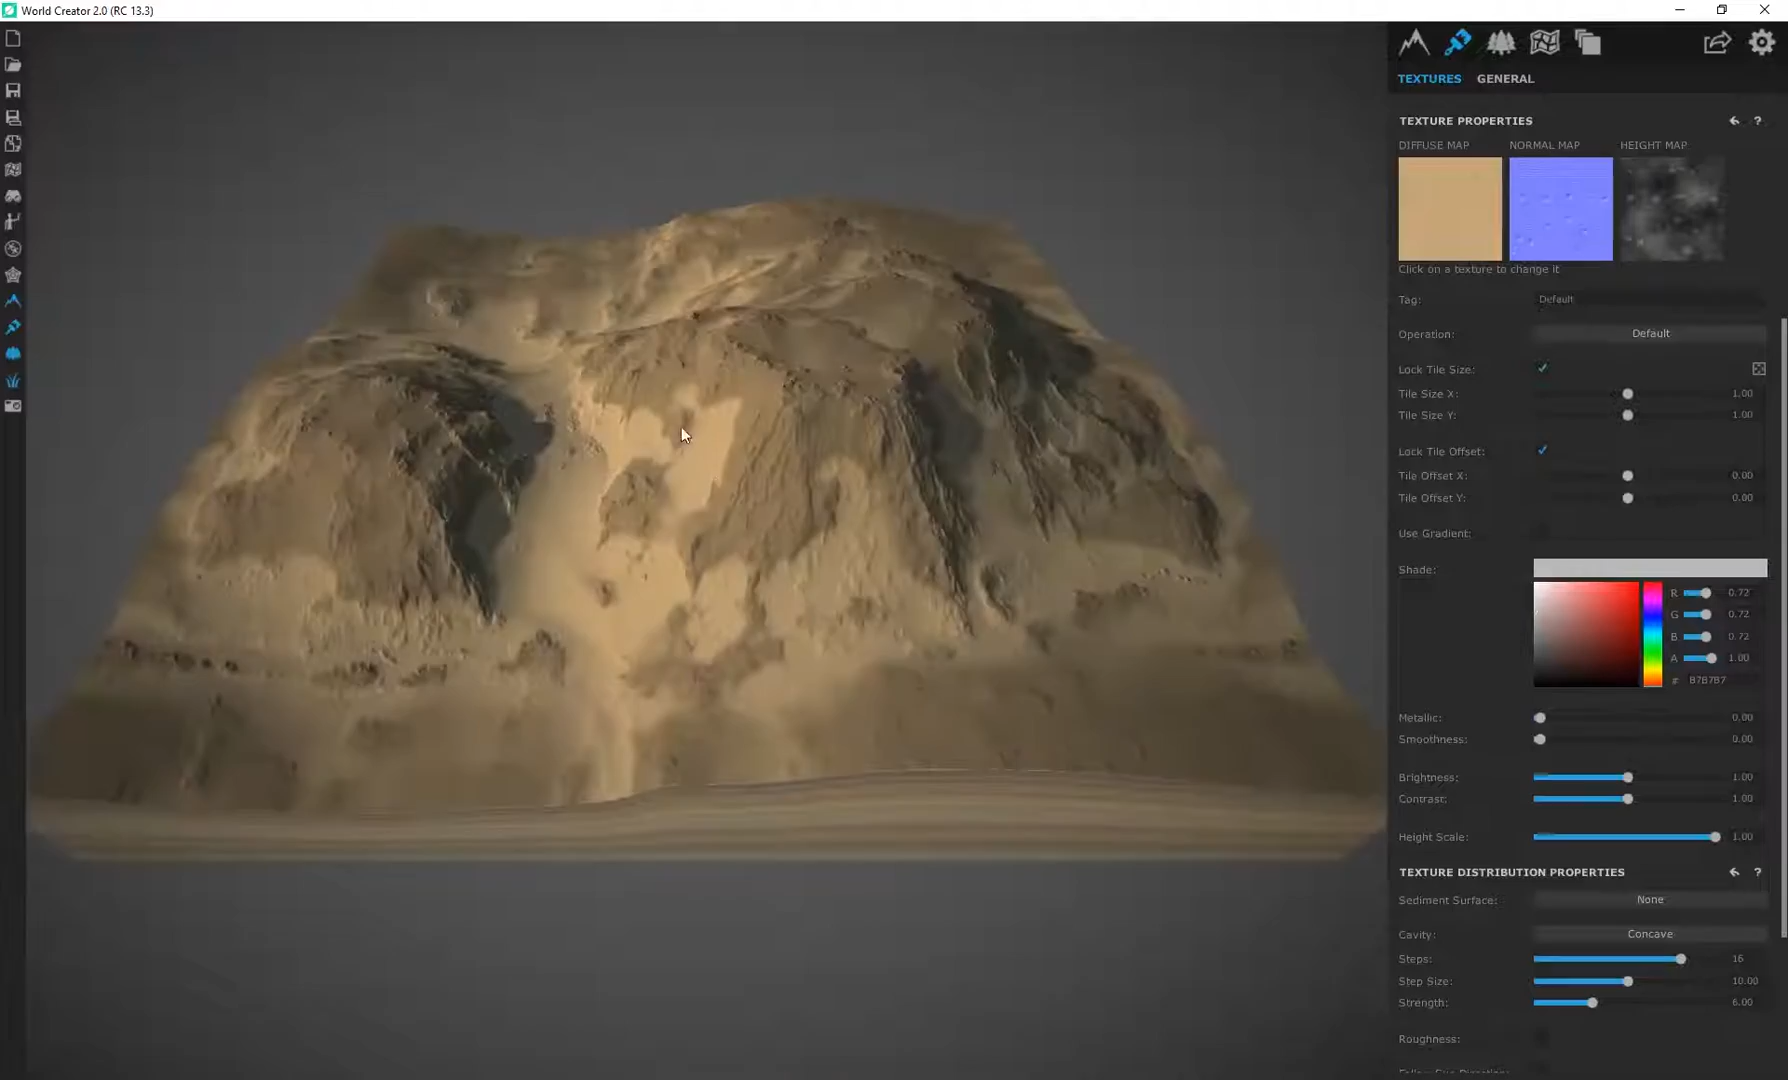 World Creator 2.0 (RC 13.3)
TEXTURES GENERAL
TEXTURE PROPERTIES ?
DIFFUSE MAP NORMAL MAP HEIGHT MAP
Click on a texture to change it
Tag: Default
Operation: Default
Lock Tile Size:
Tile Size X: 1.00
Tile Size Y: 1.00
Lock Tile Offset:
Tile Offset X: 0.00
Tile Offset Y: 0.00
Use Gradient:
Shade:
R 0.72
G 0.72
B 0.72
A 1.00
# B7B7B7
Metallic: 0.00
Smoothness: 0.00
Brightness: 1.00
Contrast: 1.00
Height Scale: 1.00
TEXTURE DISTRIBUTION PROPERTIES ?
Sediment Surface: None
Cavity: Concave
Steps: 16
Step Size: 10.00
Strength: 6.00
Roughness: